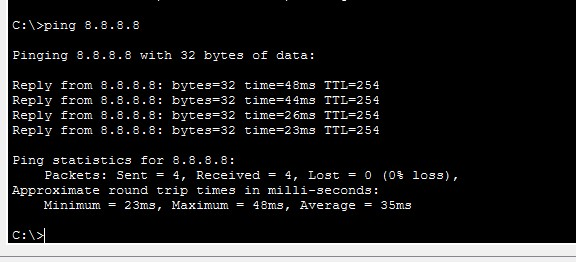 C:\>ping 8.8.8.8
Pinging 8.8.8.8 with 32 bytes of data:
Reply from 8.8.8.8: bytes=32 time=48ms TTL=254
Reply from 8.8.8.8: bytes=32 time=44ms TTL=254
Reply from 8.8.8.8: bytes=32 time=26ms TTL=254
Reply from 8.8.8.8: bytes=32 time=23ms TTL=254
Ping statistics for 8.8.8.8:
    Packets: Sent = 4, Received = 4, Lost = 0 (0% loss),
Approximate round trip times in milli-seconds:
    Minimum = 23ms, Maximum = 48ms, Average = 35ms
C:\>